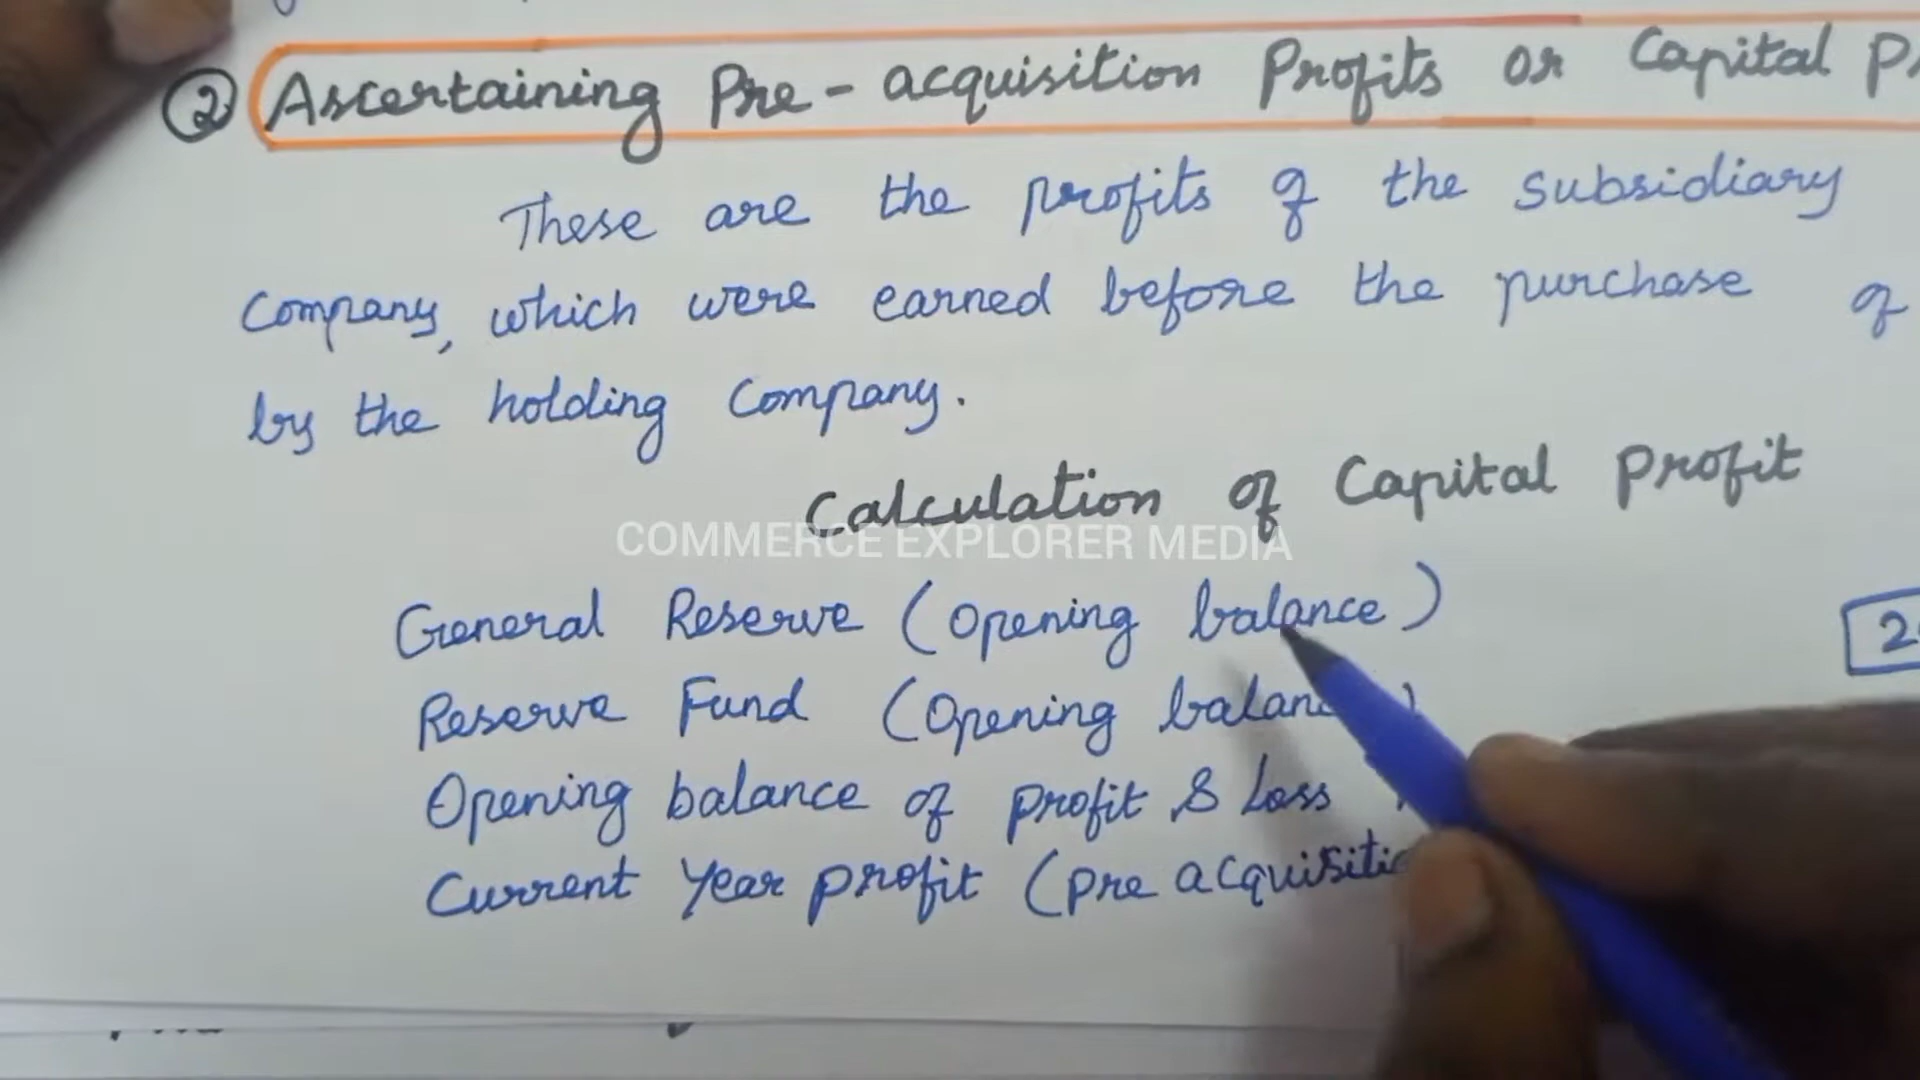 ② Ascertaining Pre-acquisition Profits or Capital
These are the profits of the subsidiary
Company, which were earned before the purchase of
by the holding Company.
Calculation of Capital Profit
COMMERCE EXPLORER MEDIA
General Reserve (Opening balance)
Reserve Fund (Opening
Opening balance of profit & Loss
Current Year profit (Pre